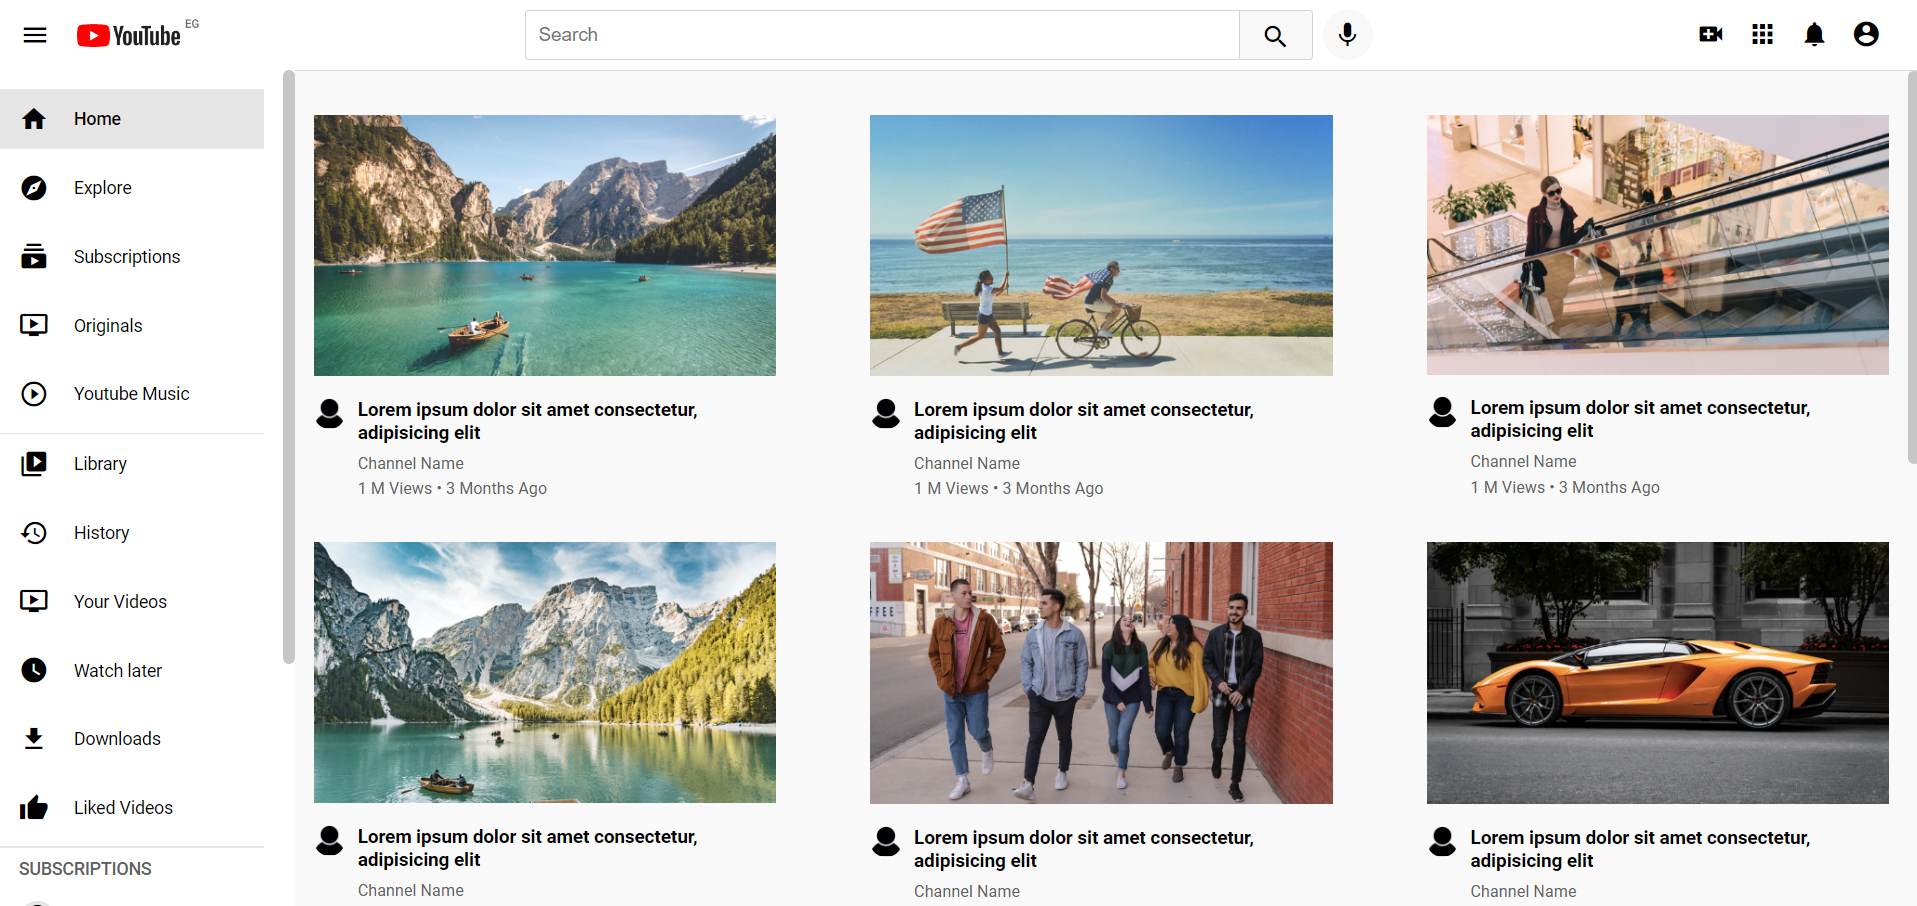 YouTube EG
Search
Home
Explore
Subscriptions
Originals
Youtube Music
Library
History
Your Videos
Watch later
Downloads
Liked Videos
SUBSCRIPTIONS
Lorem ipsum dolor sit amet consectetur,
adipisicing elit
Channel Name
1 M Views • 3 Months Ago
Lorem ipsum dolor sit amet consectetur,
adipisicing elit
Channel Name
1 M Views • 3 Months Ago
Lorem ipsum dolor sit amet consectetur,
adipisicing elit
Channel Name
1 M Views • 3 Months Ago
FFEE
Lorem ipsum dolor sit amet consectetur,
adipisicing elit
Channel Name
Lorem ipsum dolor sit amet consectetur,
adipisicing elit
Channel Name
Lorem ipsum dolor sit amet consectetur,
adipisicing elit
Channel Name